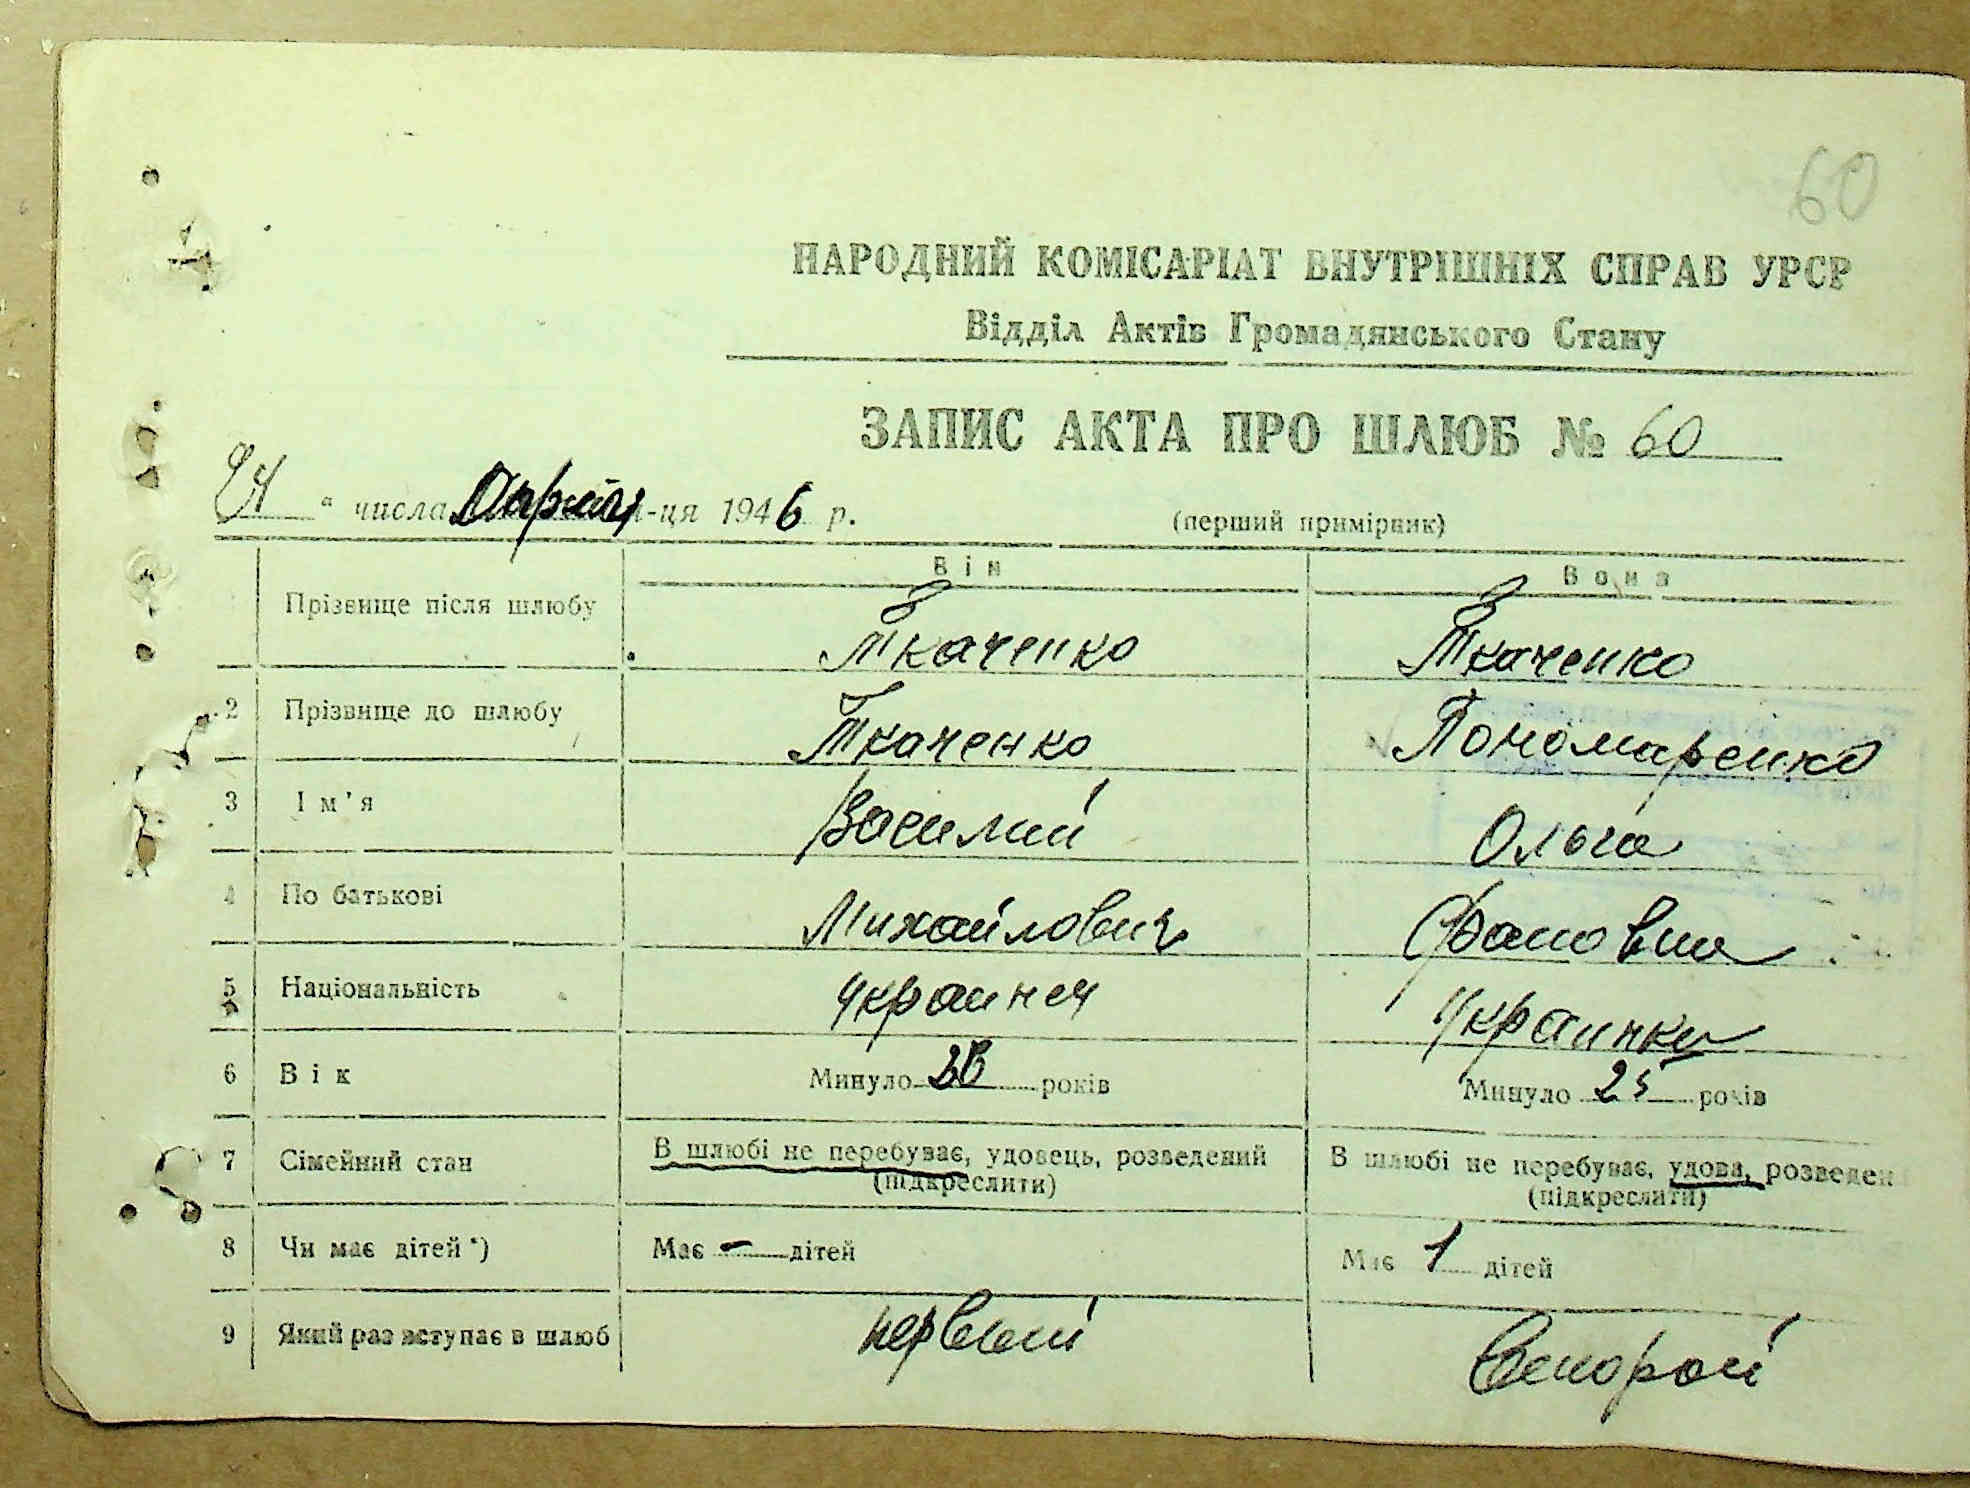 60
НАРОДНИЙ КОМІСАРІАТ ВНУТРІШНІХ СПРАВ УРСР
Відділ Актів Громадянського Стану
ЗАПИС АКТА ПРО ШЛЮБ № 60
24 " числа Апреля м-ця 1946 р. (перший примірник)
Він Вона
Прізвище після шлюбу Ткаченко Ткаченко
2 Прізвище до шлюбу Ткаченко Пономаренко
3 Ім'я Василий Ольга
4 По батькові Михайлович
5 Національність украинец украинка
6 Вік Минуло років Минуло 25 років
7 Сімейний стан В шлюбі не перебуває, удовець, розведений В шлюбі не перебуває, удова, розведен
(підкреслити) (підкреслити)
8 Чи має дітей *) Має - дітей Має 1 дітей
9 Який раз вступає в шлюб первый второй